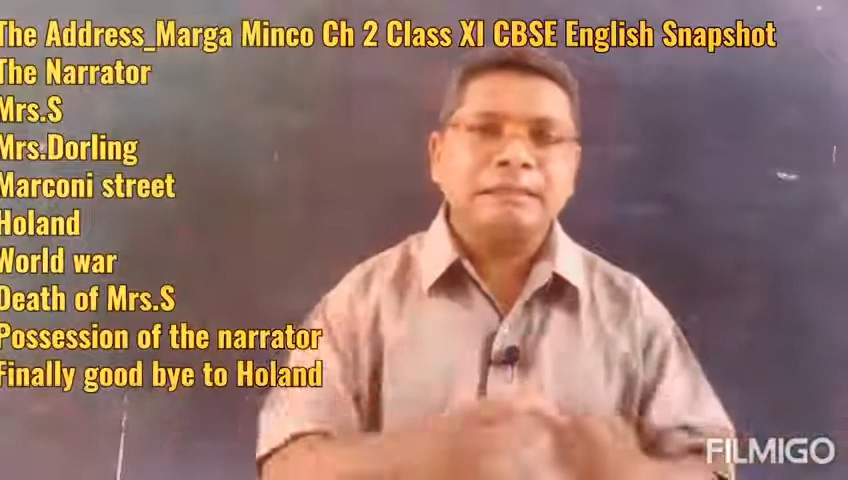 The Address_Marga Minco Ch 2 Class XI CBSE English Snapshot
The Narrator
Mrs.S
Mrs.Dorling
Marconi street
Holand
World war
Death of Mrs.S
Possession of the narrator
Finally good bye to Holand
FILMIGO